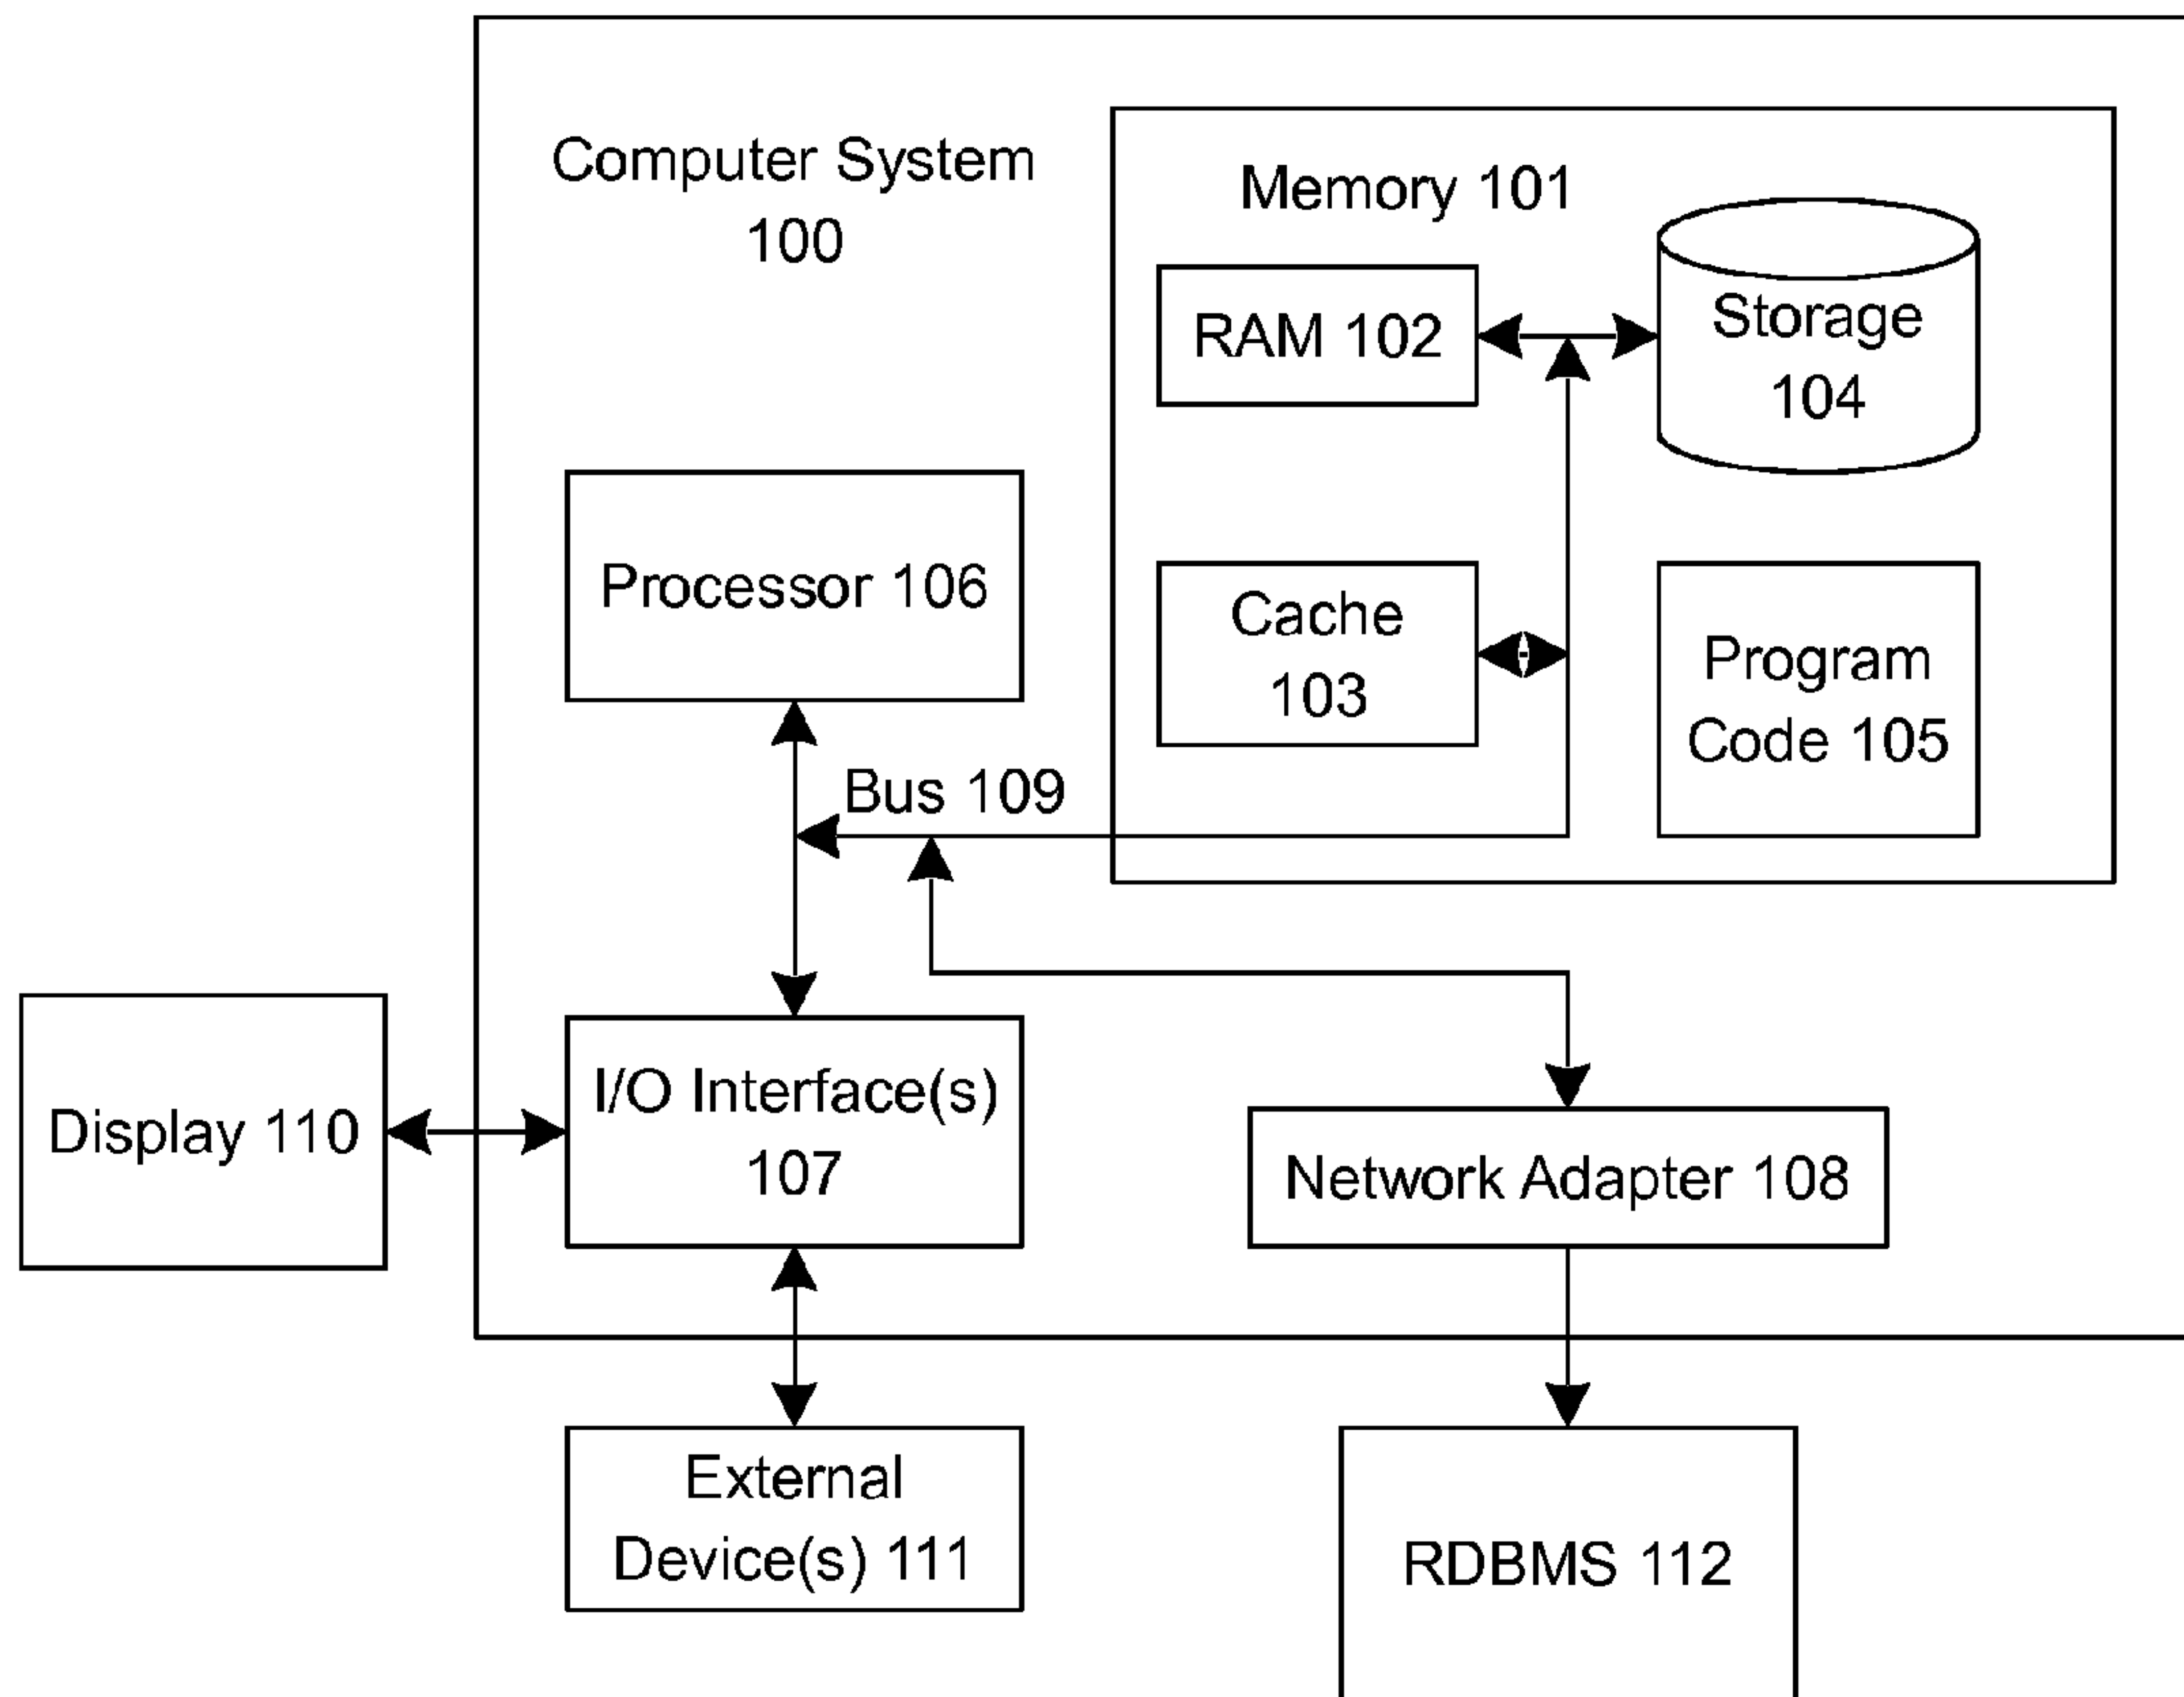 Computer System
100
Memory 101
RAM 102
Storage
104
Processor 106
Cache
103
Program
Code 105
Bus 109
Display 110
I/O Interface(s)
107
Network Adapter 108
External
Device(s) 111
RDBMS 112